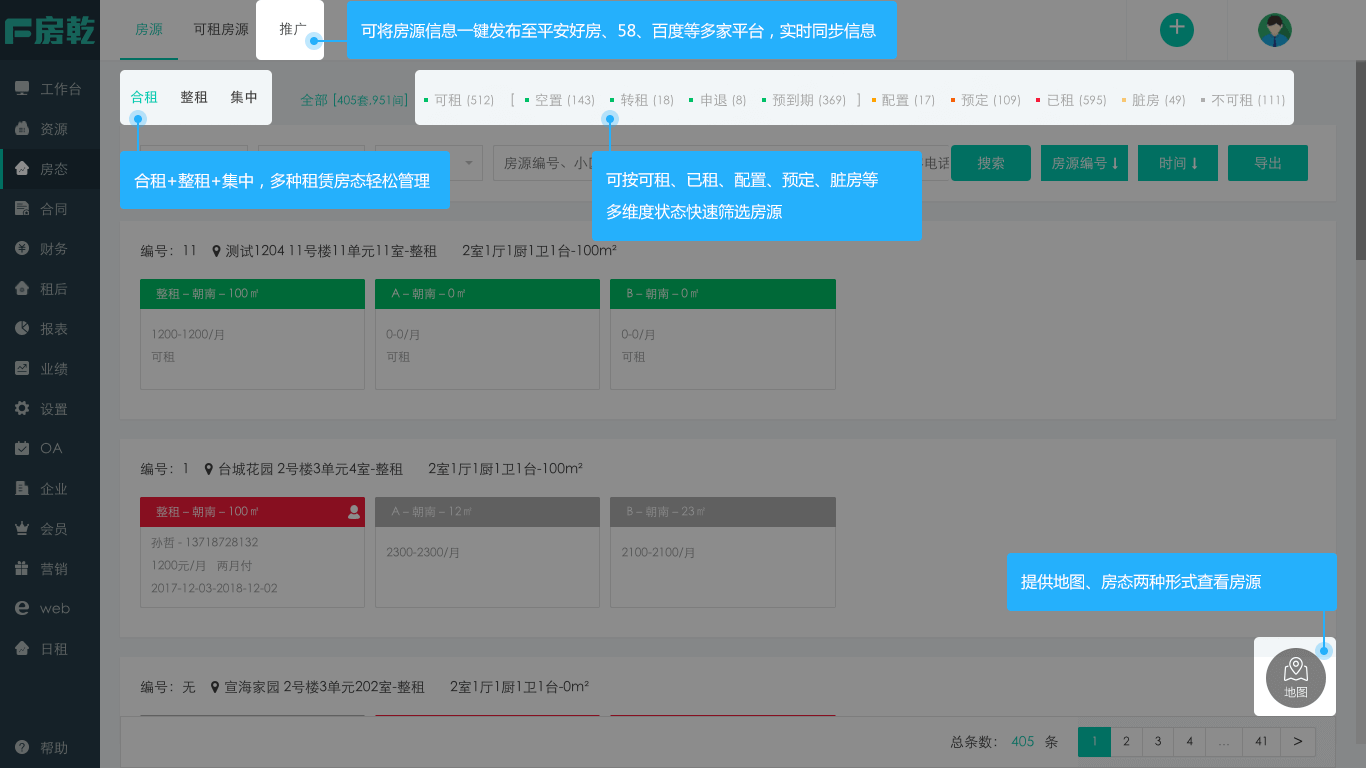 房乾
房源 可租房源 推广
可将房源信息一键发布至平安好房、58、百度等多家平台，实时同步信息
工作台
资源
房态
合同
财务
租后
报表
业绩
设置
OA
企业
会员
营销
web
日租
帮助
合租 整租 集中
全部 [405套,951间]
可租 (512) [ 空置 (143) 转租 (18) 申退 (8) 预到期 (369) ] 配置 (17) 预定 (109) 已租 (595) 脏房 (49) 不可租 (111)
合租+整租+集中，多种租赁房态轻松管理
房源编号、小
电话
搜索 房源编号 时间 导出
可按可租、已租、配置、预定、脏房等
多维度状态快速筛选房源
编号：11 测试1204 11号楼11单元11室-整租 2室1厅1厨1卫1台-100m²
整租 – 朝南 – 100㎡ A – 朝南 – 0㎡ B – 朝南 – 0㎡
1200-1200/月 0-0/月 0-0/月
可租 可租 可租
编号：1 台城花园 2号楼3单元4室-整租 2室1厅1厨1卫1台-100m²
整租 – 朝南 – 100㎡ A – 朝南 – 12㎡ B – 朝南 – 23㎡
孙哲 - 13718728132
1200元/月 两月付
2017-12-03-2018-12-02
2300-2300/月 2100-2100/月
提供地图、房态两种形式查看房源
地图
编号：无 宣海家园 2号楼3单元202室-整租 2室1厅1厨1卫1台-0m²
总条数： 405 条 1 2 3 4 ... 41 >